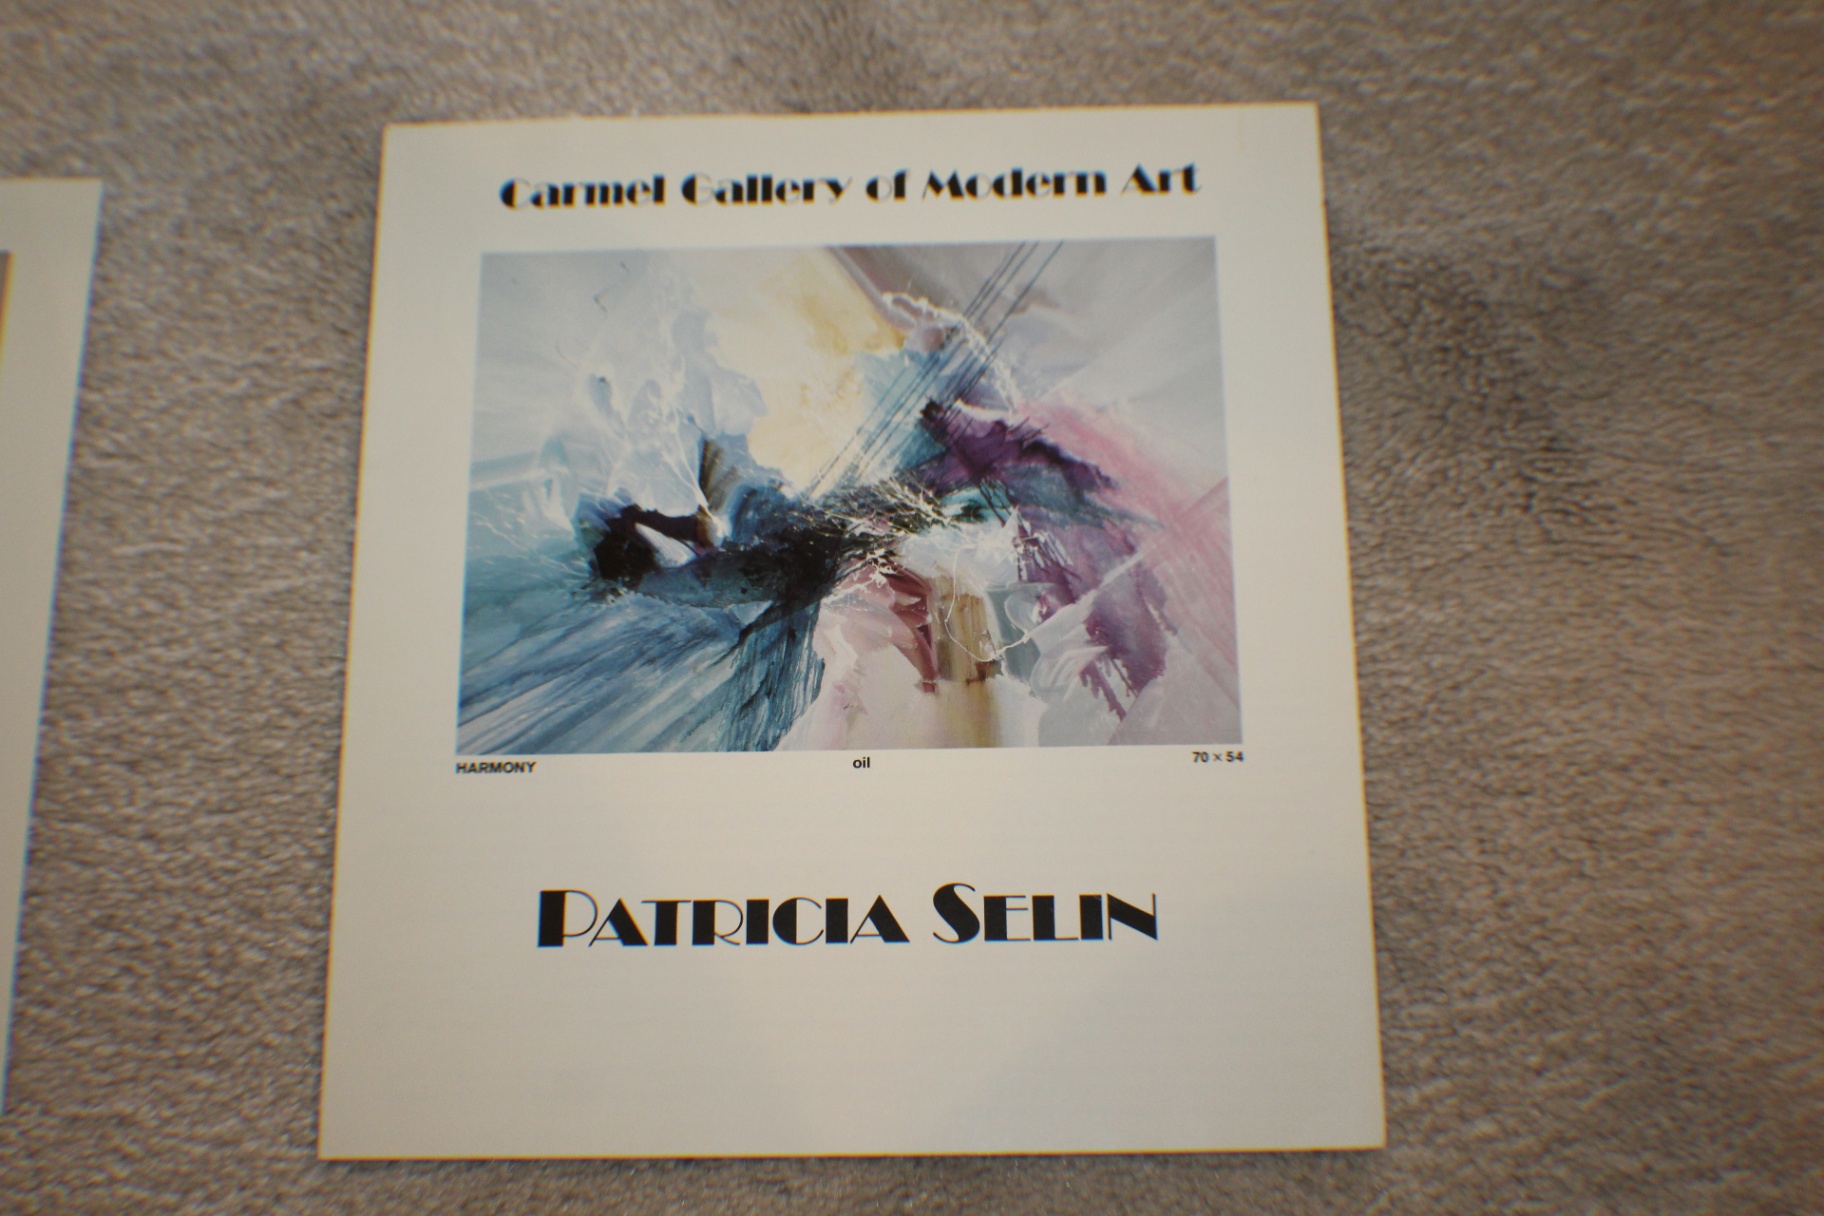 Carmel Gallery of Modern Art
HARMONY oil 70 × 54
PATRICIA SELIN